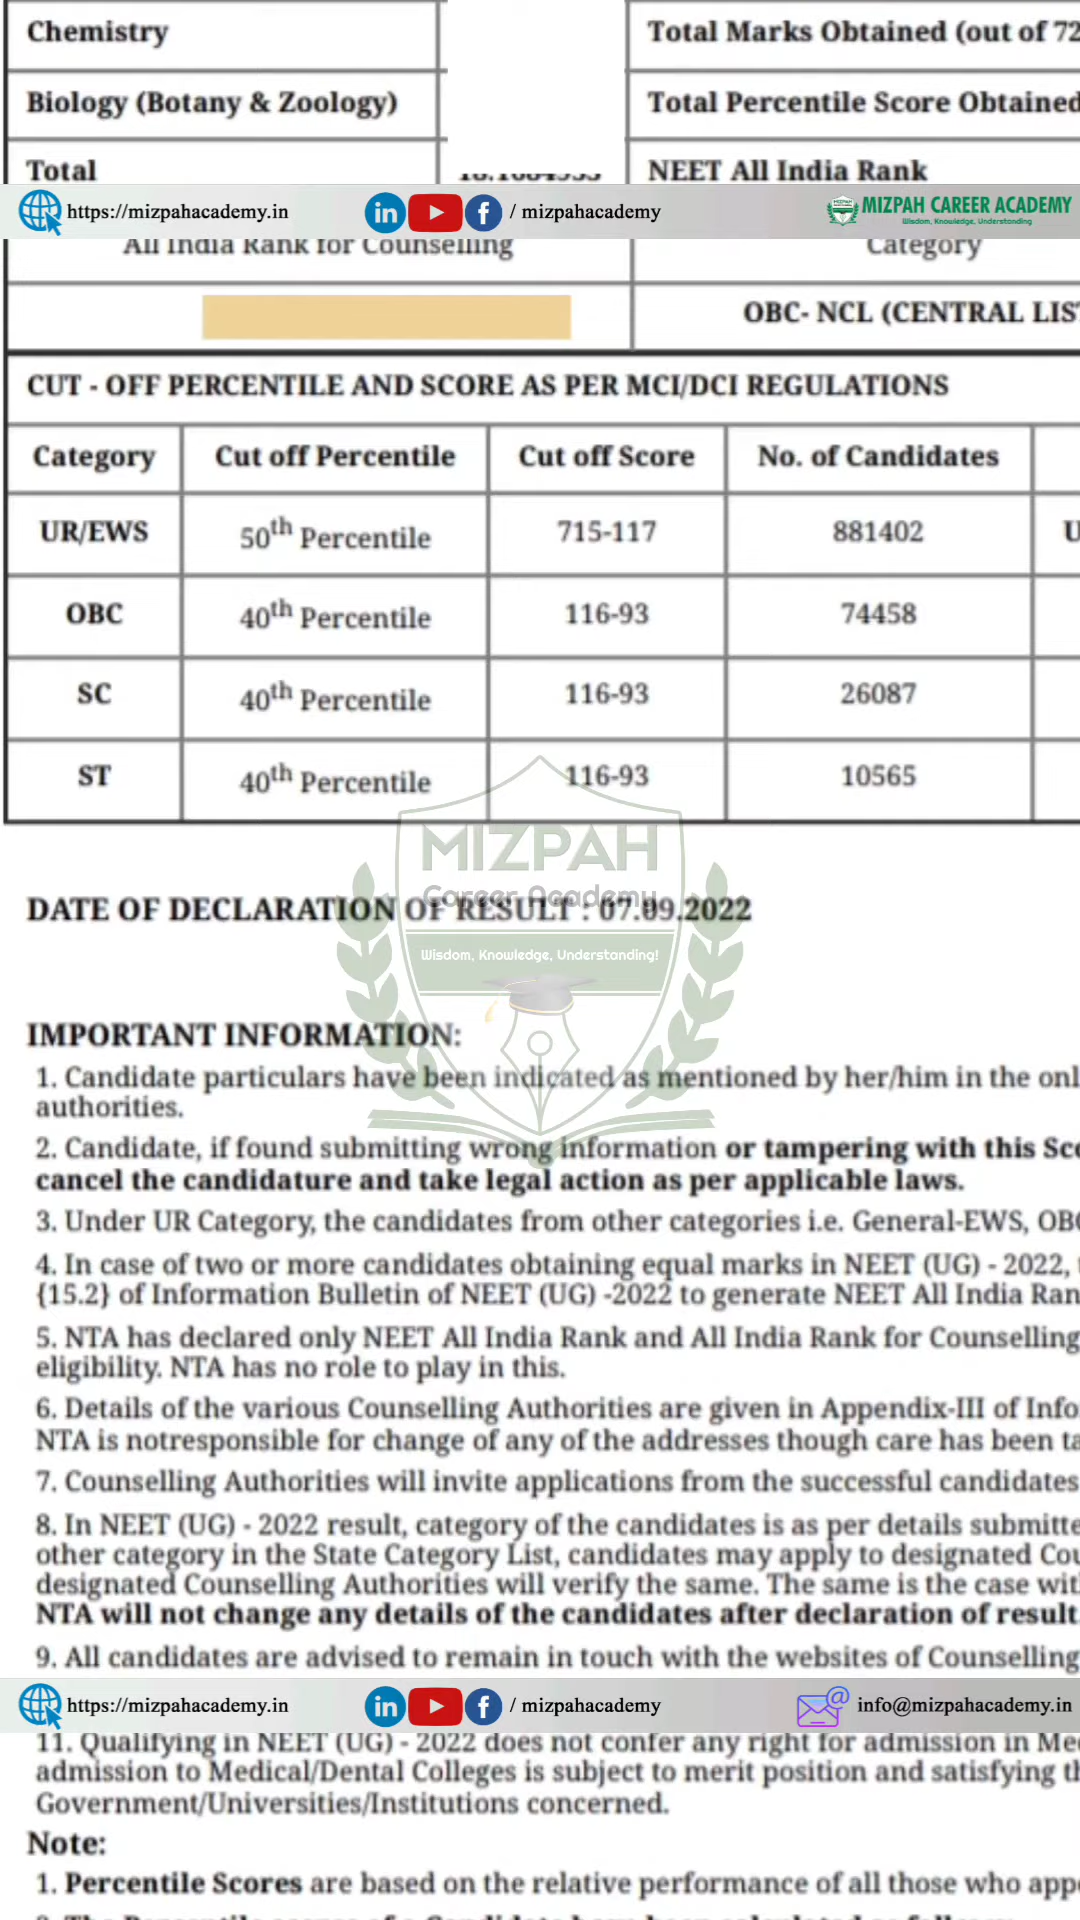 Chemistry
Total Marks Obtained (out of 72
Biology (Botany & Zoology)
Total Percentile Score Obtained
Total
NEET All India Rank
https://mizpahacademy.in
in
f
/ mizpahacademy
MIZPAH CAREER ACADEMY
Wisdom, Knowledge, Understanding
All India Rank for Counselling
Category
OBC- NCL (CENTRAL LIST
CUT - OFF PERCENTILE AND SCORE AS PER MCI/DCI REGULATIONS
Category Cut off Percentile Cut off Score No. of Candidates
UR/EWS 50th Percentile 715-117 881402 U
OBC 40th Percentile 116-93 74458
SC 40th Percentile 116-93 26087
ST 40th Percentile 116-93 10565
MIZPAH
Career Academy
DATE OF DECLARATION OF RESULT : 07.09.2022
Wisdom, Knowledge, Understanding!
IMPORTANT INFORMATION:
1. Candidate particulars have been indicated as mentioned by her/him in the onl
authorities.
2. Candidate, if found submitting wrong information or tampering with this Sco
cancel the candidature and take legal action as per applicable laws.
3. Under UR Category, the candidates from other categories i.e. General-EWS, OBC
4. In case of two or more candidates obtaining equal marks in NEET (UG) - 2022, t
{15.2} of Information Bulletin of NEET (UG) -2022 to generate NEET All India Ran
5. NTA has declared only NEET All India Rank and All India Rank for Counselling
eligibility. NTA has no role to play in this.
6. Details of the various Counselling Authorities are given in Appendix-III of Info
NTA is notresponsible for change of any of the addresses though care has been ta
7. Counselling Authorities will invite applications from the successful candidates
8. In NEET (UG) - 2022 result, category of the candidates is as per details submitte
other category in the State Category List, candidates may apply to designated Cou
designated Counselling Authorities will verify the same. The same is the case wit
NTA will not change any details of the candidates after declaration of result
9. All candidates are advised to remain in touch with the websites of Counselling
https://mizpahacademy.in
in
f
/ mizpahacademy
info@mizpahacademy.in
11. Qualifying in NEET (UG) - 2022 does not confer any right for admission in Me
admission to Medical/Dental Colleges is subject to merit position and satisfying th
Government/Universities/Institutions concerned.
Note:
1. Percentile Scores are based on the relative performance of all those who appe